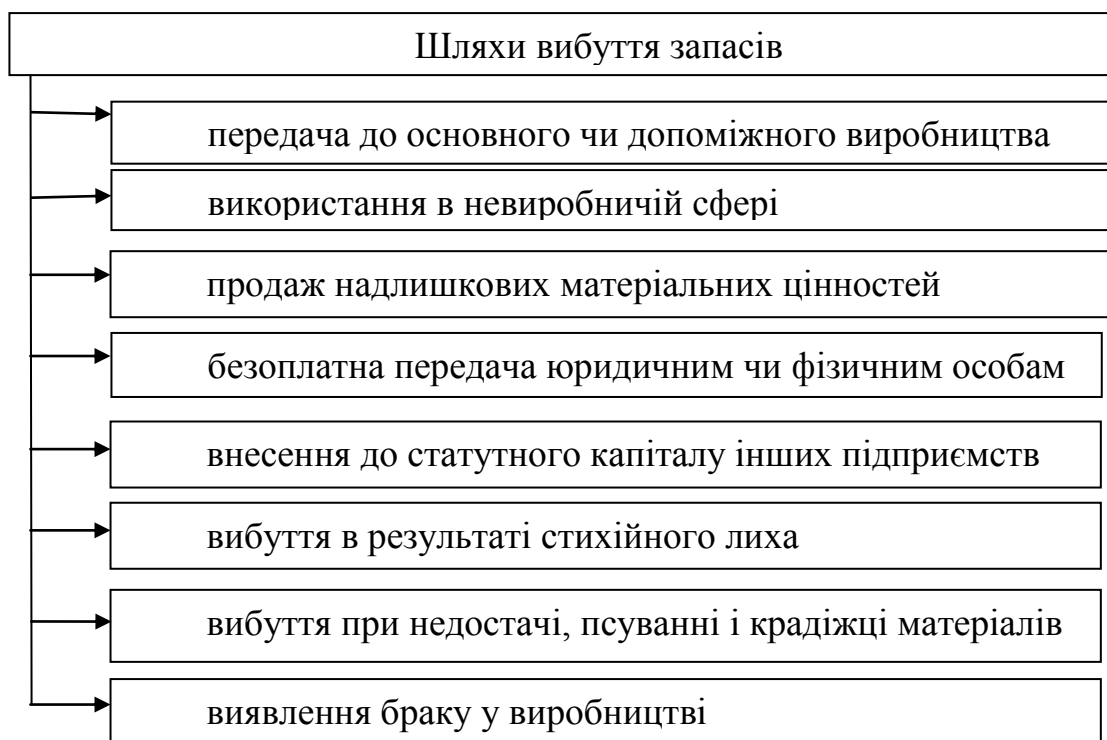 Шляхи вибуття запасів
передача до основного чи допоміжного виробництва
використання в невиробничій сфері
продаж надлишкових матеріальних цінностей
безоплатна передача юридичним чи фізичним особам
внесення до статутного капіталу інших підприємств
вибуття в результаті стихійного лиха
вибуття при недостачі, псуванні і крадіжці матеріалів
виявлення браку у виробництві